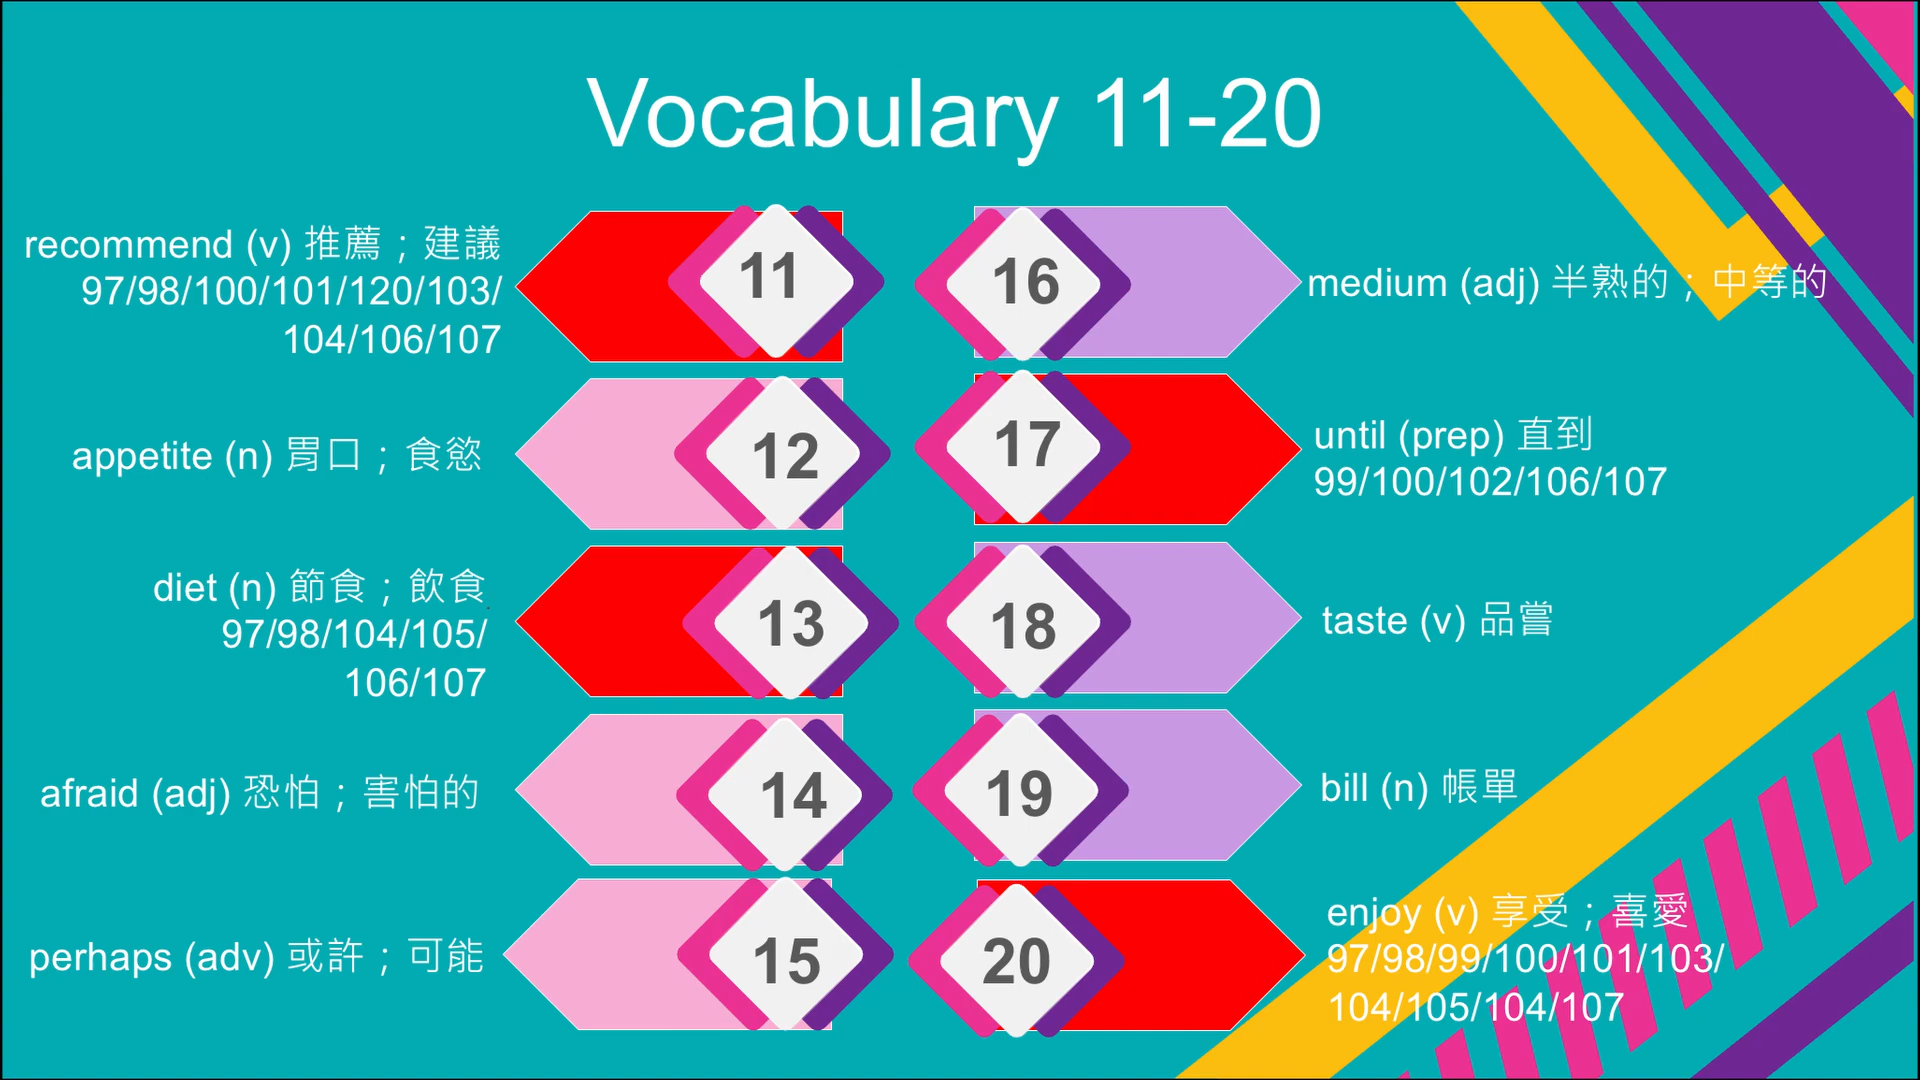 Vocabulary 11-20
recommend (v) 推薦；建議
97/98/100/101/120/103/
104/106/107
11
appetite (n) 胃口；食慾
12
diet (n) 節食；飲食
97/98/104/105/
106/107
13
afraid (adj) 恐怕；害怕的
14
perhaps (adv) 或許；可能
15
16
medium (adj) 半熟的；中等的
17
until (prep) 直到
99/100/102/106/107
18
taste (v) 品嘗
19
bill (n) 帳單
20
enjoy (v) 享受；喜愛
97/98/99/100/101/103/
104/105/104/107